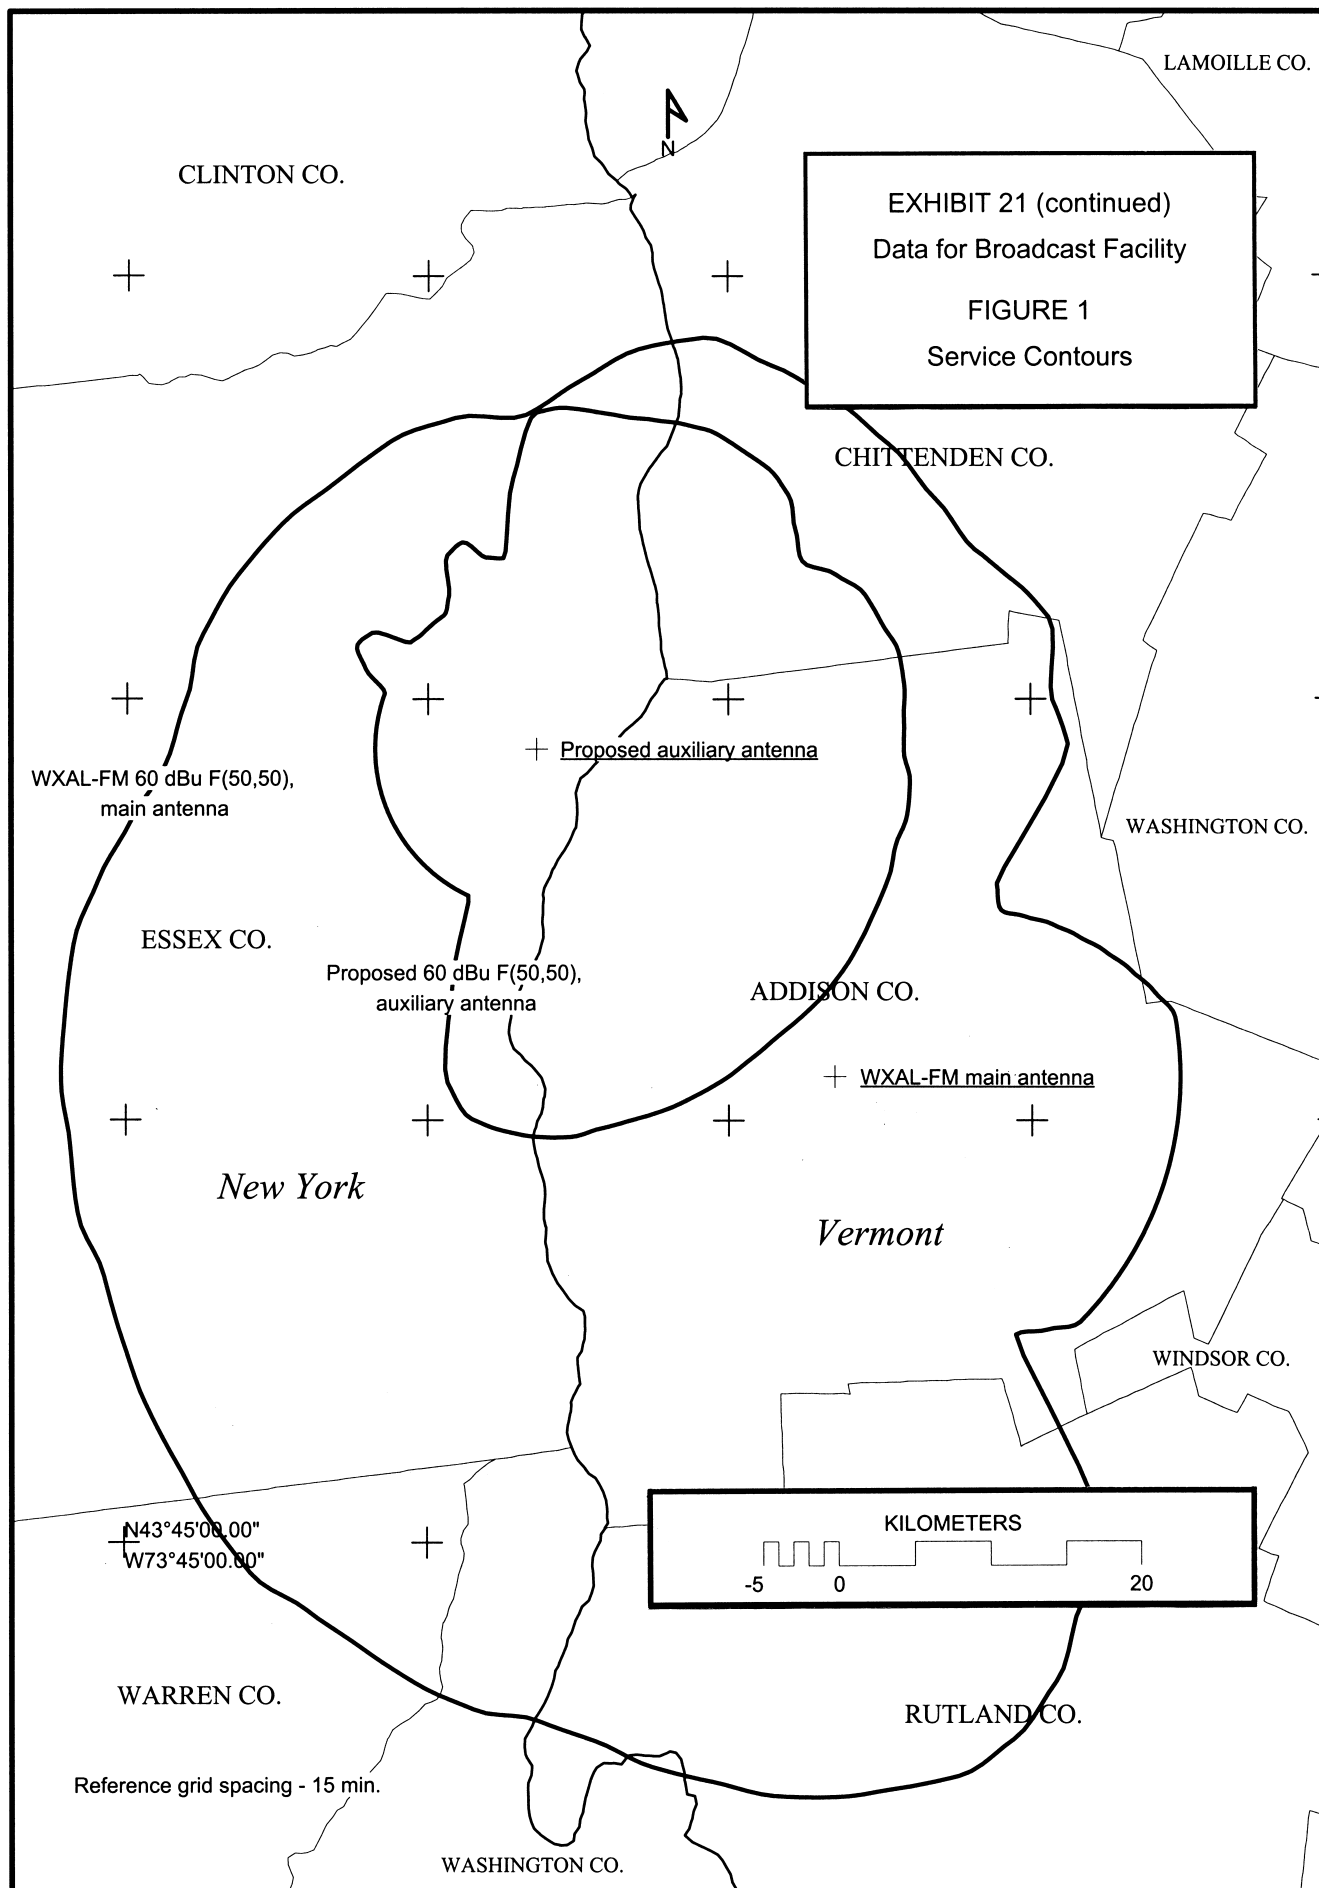 LAMOILLE CO.
N
CLINTON CO.
EXHIBIT 21 (continued)
Data for Broadcast Facility
FIGURE 1
Service Contours
CHITTENDEN CO.
Proposed auxiliary antenna
WXAL-FM 60 dBu F(50,50),
main antenna
WASHINGTON CO.
ESSEX CO.
Proposed 60 dBu F(50,50),
auxiliary antenna
ADDISON CO.
WXAL-FM main antenna
New York
Vermont
WINDSOR CO.
KILOMETERS
-5 0 20
N43°45'00.00"
W73°45'00.00"
WARREN CO.
RUTLAND CO.
Reference grid spacing - 15 min.
WASHINGTON CO.